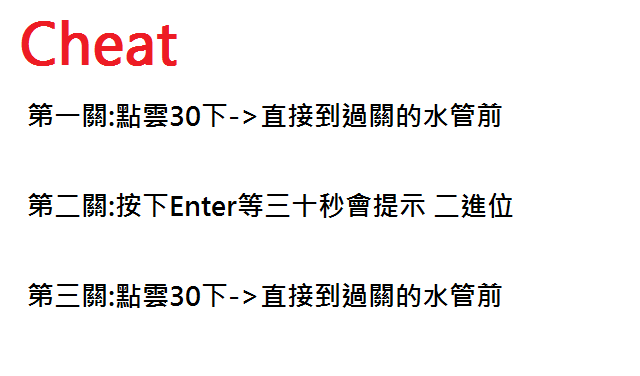 Cheat
第一關:點雲30下->直接到過關的水管前
第二關:按下Enter等三十秒會提示 二進位
第三關:點雲30下->直接到過關的水管前